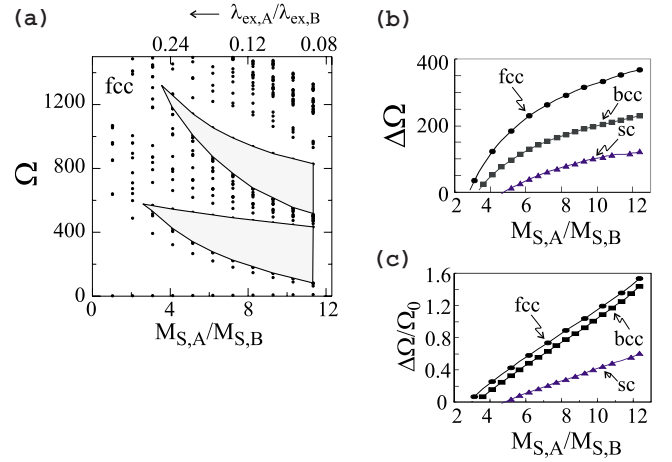 (a)
← λex,A/λex,B
0.24 0.12 0.08
fcc
Ω
1200
800
400
0
0 4 8 12
MS,A/MS,B
(b)
ΔΩ
400
200
0
fcc
bcc
sc
2 4 6 8 10 12
MS,A/MS,B
(c)
ΔΩ/Ω0
1.6
1.2
0.8
0.4
0
fcc
bcc
sc
2 4 6 8 10 12
MS,A/MS,B